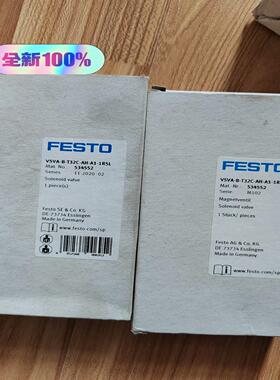 全新100%
FESTO
VSVA-B-T32C-AH-A1-1R5L
Mat. No 534552
Series E1 2020 02
Solenoid valve
1 piece(s)
Festo SE & Co. KG
DE-73734 Esslingen
Made in Germany
www.festo.com/sp
FESTO
VSVA-B-T32C-AH-A1-1R
Mat. Nr. 534552
Serie M102
Magnetventil
Solenoid valve
1 Stück/ pieces
Festo AG & Co. KG
DE-73734 Esslingen
Made in Germany
www.festo.com/sp